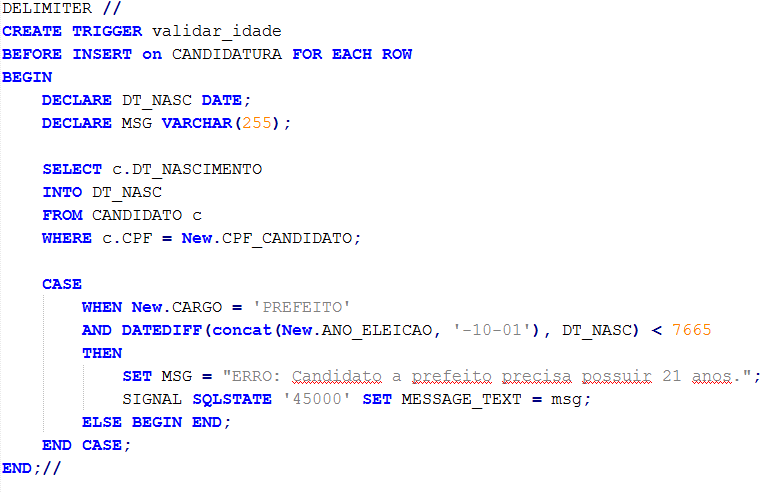 DELIMITER //
CREATE TRIGGER validar_idade
BEFORE INSERT on CANDIDATURA FOR EACH ROW
BEGIN
    DECLARE DT_NASC DATE;
    DECLARE MSG VARCHAR(255);

    SELECT c.DT_NASCIMENTO
    INTO DT_NASC
    FROM CANDIDATO c
    WHERE c.CPF = New.CPF_CANDIDATO;

    CASE
        WHEN New.CARGO = 'PREFEITO'
        AND DATEDIFF(concat(New.ANO_ELEICAO, '-10-01'), DT_NASC) < 7665
        THEN
            SET MSG = "ERRO: Candidato a prefeito precisa possuir 21 anos.";
            SIGNAL SQLSTATE '45000' SET MESSAGE_TEXT = msg;
        ELSE BEGIN END;
    END CASE;
END;//